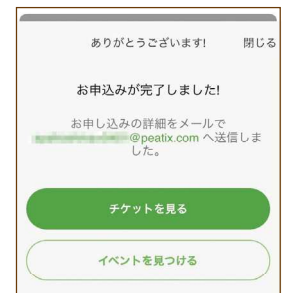 ありがとうございます! 閉じる
お申込みが完了しました!
お申し込みの詳細をメールで
@peatix.com へ送信しま
した。
チケットを見る
イベントを見つける